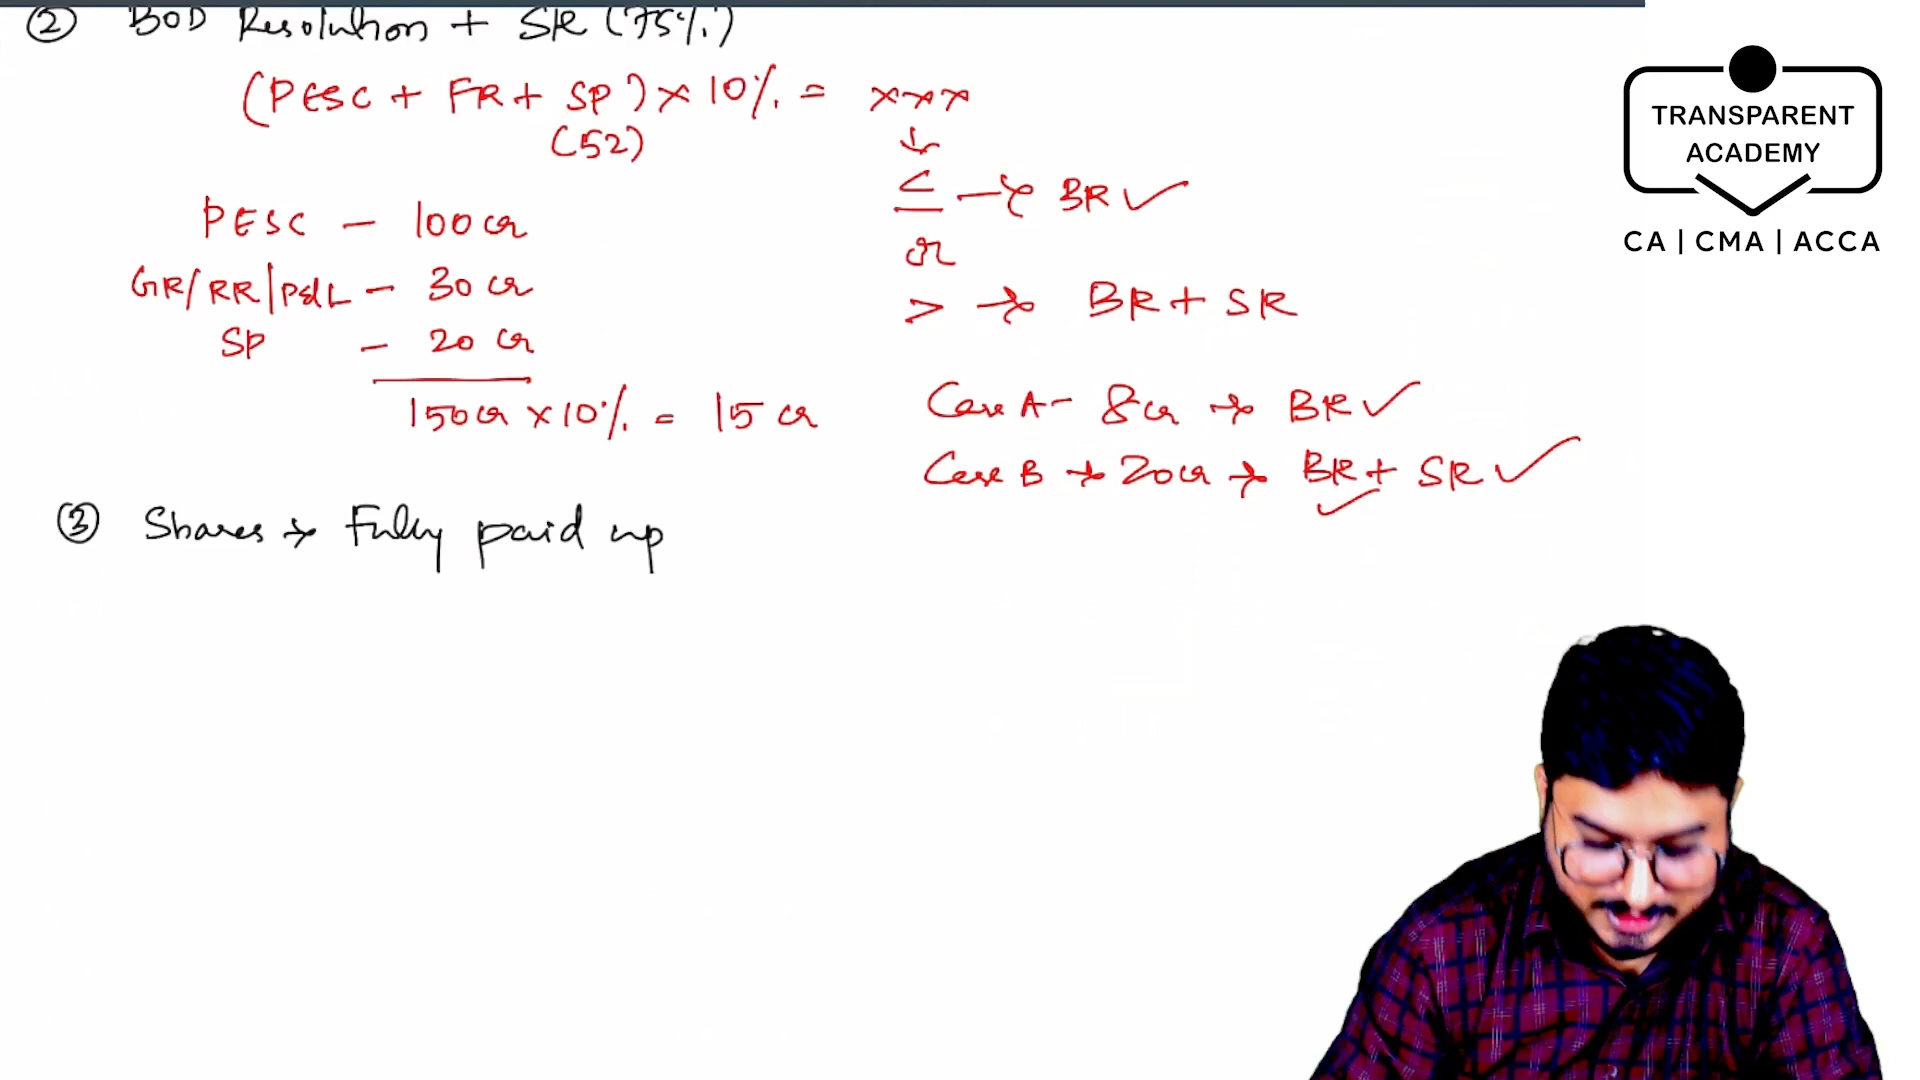 ② BOD Resolution + SR (75%)
(PESC + FR + SP) × 10% = xxx
(52)
≤ → BR ✓
or
> → BR + SR
PESC - 100 cr
GR/RR/P&L - 30 cr
SP - 20 cr
150 cr × 10% = 15 cr
Case A - 8 cr → BR ✓
Case B → 20 cr → BR + SR ✓
③ Shares → Fully paid up
TRANSPARENT
ACADEMY
CA | CMA | ACCA